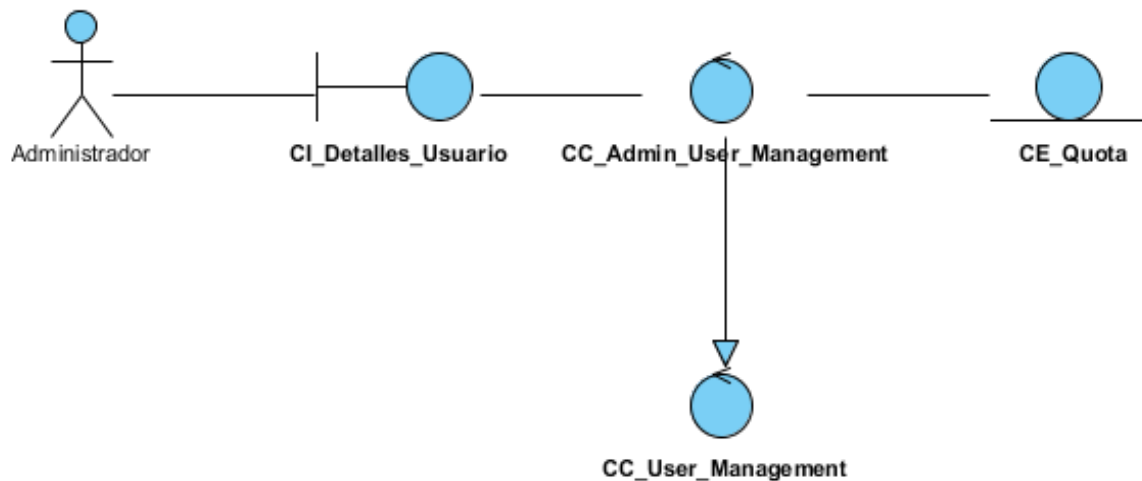 Administrador
CI_Detalles_Usuario
CC_Admin_User_Management
CE_Quota
CC_User_Management